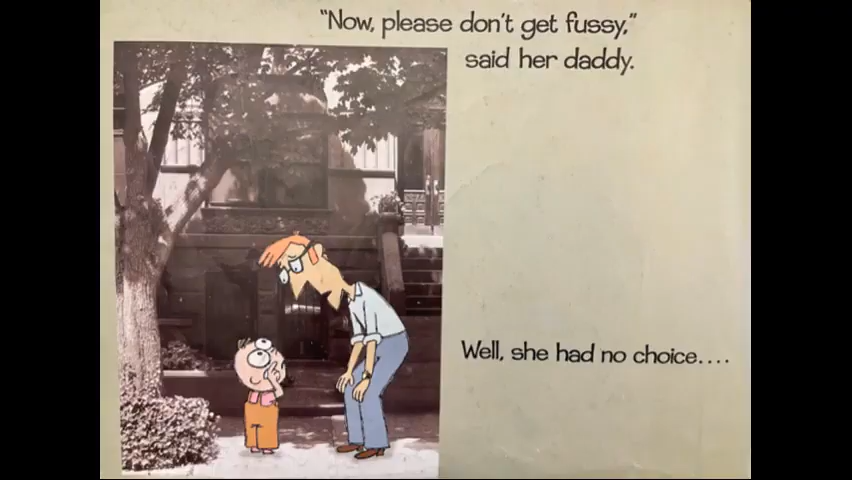 "Now, please don't get fussy,"
said her daddy.
Well, she had no choice....